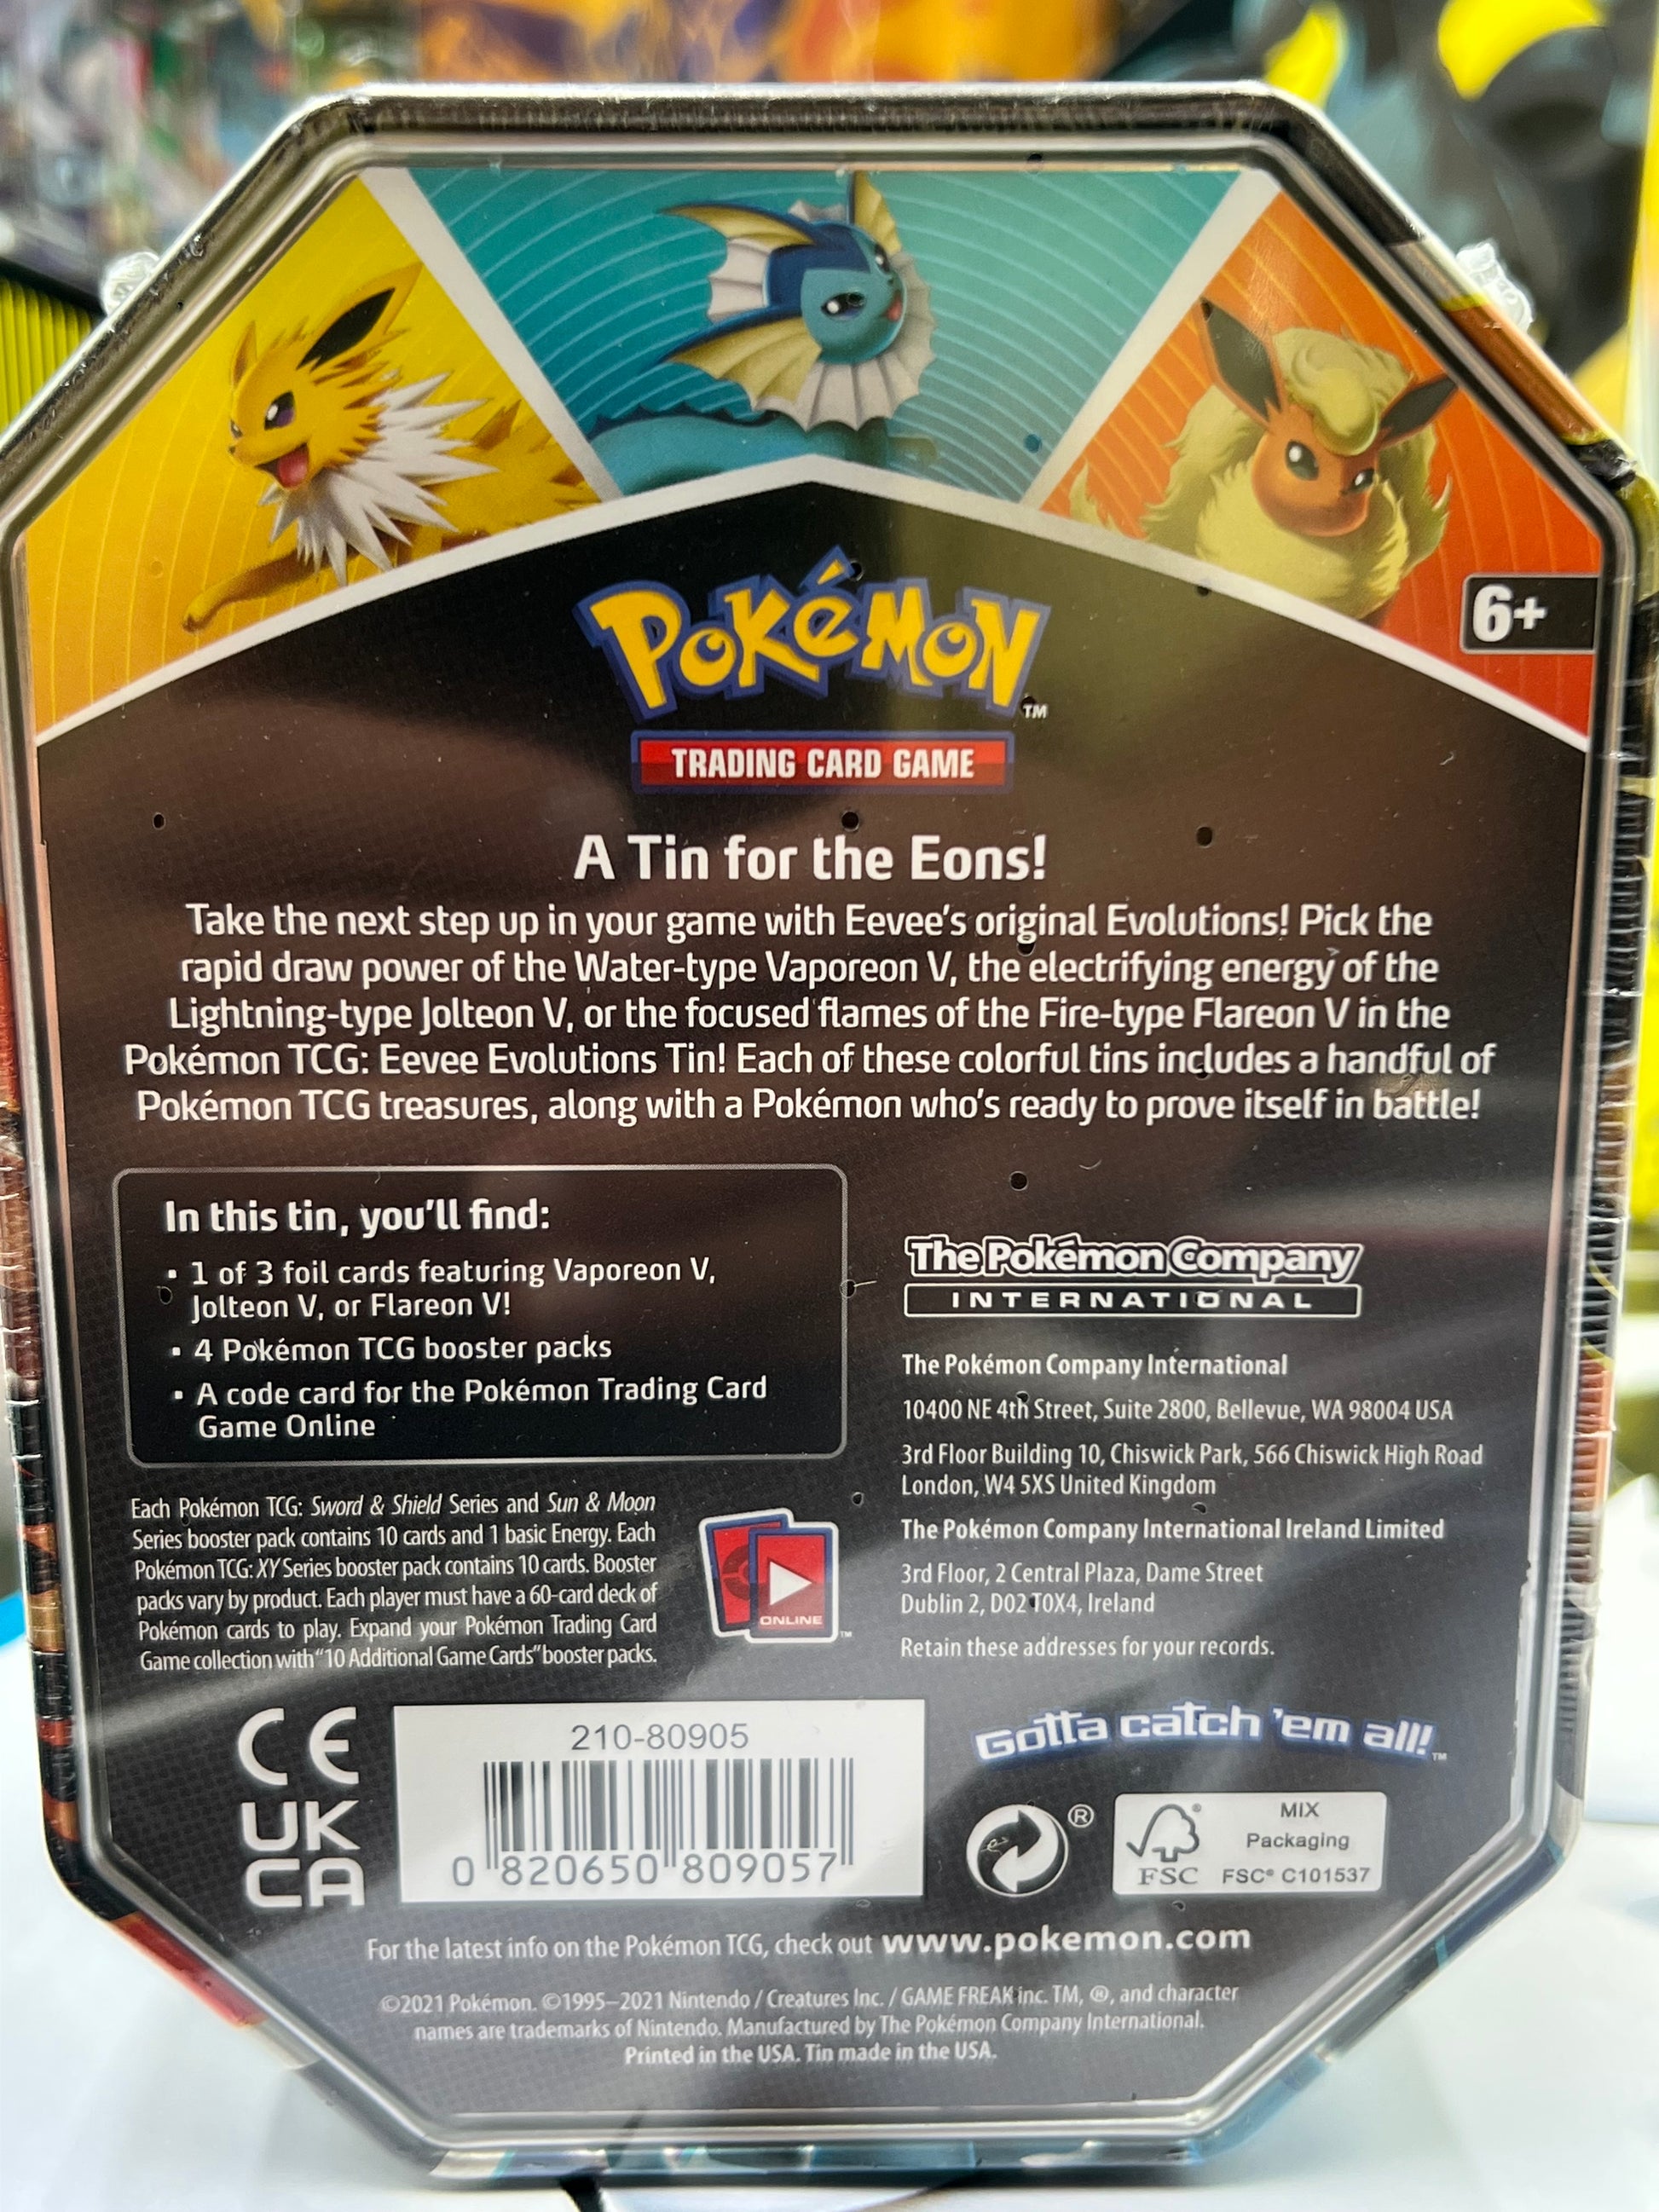 6+
Pokémon
TM
TRADING CARD GAME
A Tin for the Eons!
Take the next step up in your game with Eevee's original Evolutions! Pick the
rapid draw power of the Water-type Vaporeon V, the electrifying energy of the
Lightning-type Jolteon V, or the focused flames of the Fire-type Flareon V in the
Pokémon TCG: Eevee Evolutions Tin! Each of these colorful tins includes a handful of
Pokémon TCG treasures, along with a Pokémon who's ready to prove itself in battle!
In this tin, you'll find:
▪ 1 of 3 foil cards featuring Vaporeon V,
Jolteon V, or Flareon V!
▪ 4 Pokémon TCG booster packs
▪ A code card for the Pokémon Trading Card
Game Online
Each Pokémon TCG: Sword & Shield Series and Sun & Moon
Series booster pack contains 10 cards and 1 basic Energy. Each
Pokémon TCG: XY Series booster pack contains 10 cards. Booster
packs vary by product. Each player must have a 60-card deck of
Pokémon cards to play. Expand your Pokémon Trading Card
Game collection with "10 Additional Game Cards" booster packs.
ONLINE
TM
The Pokémon Company
INTERNATIONAL
The Pokémon Company International
10400 NE 4th Street, Suite 2800, Bellevue, WA 98004 USA
3rd Floor Building 10, Chiswick Park, 566 Chiswick High Road
London, W4 5XS United Kingdom
The Pokémon Company International Ireland Limited
3rd Floor, 2 Central Plaza, Dame Street
Dublin 2, D02 T0X4, Ireland
Retain these addresses for your records.
CE
UK
CA
210-80905
0 820650 809057
Gotta catch 'em all!™
®
FSC
MIX
Packaging
FSC® C101537
For the latest info on the Pokémon TCG, check out www.pokemon.com
©2021 Pokémon. ©1995–2021 Nintendo / Creatures Inc. / GAME FREAK inc. TM, ®, and character
names are trademarks of Nintendo. Manufactured by The Pokémon Company International.
Printed in the USA. Tin made in the USA.